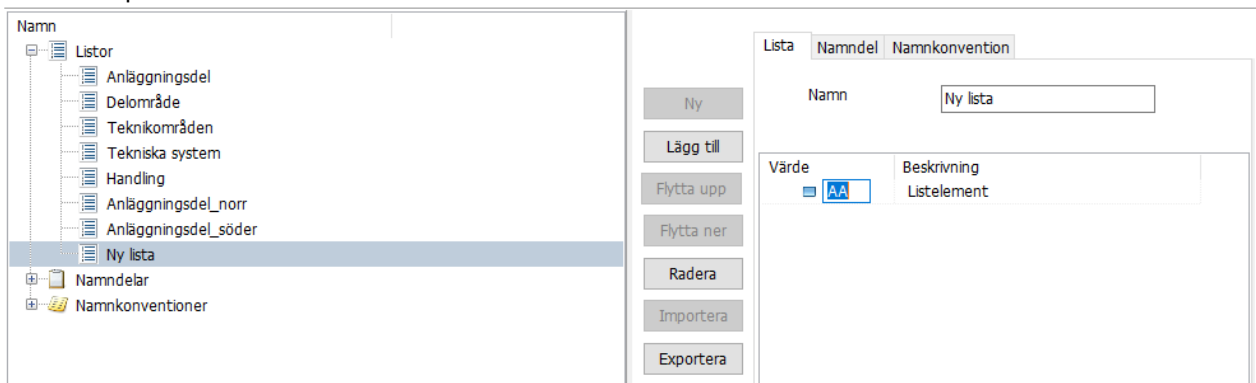 Namn
Listor
Anläggningsdel
Delområde
Teknikområden
Tekniska system
Handling
Anläggningsdel_norr
Anläggningsdel_söder
Ny lista
Namndelar
Namnkonventioner
Ny
Lägg till
Flytta upp
Flytta ner
Radera
Importera
Exportera
Lista Namndel Namnkonvention
Namn Ny lista
Värde Beskrivning
AA Listelement